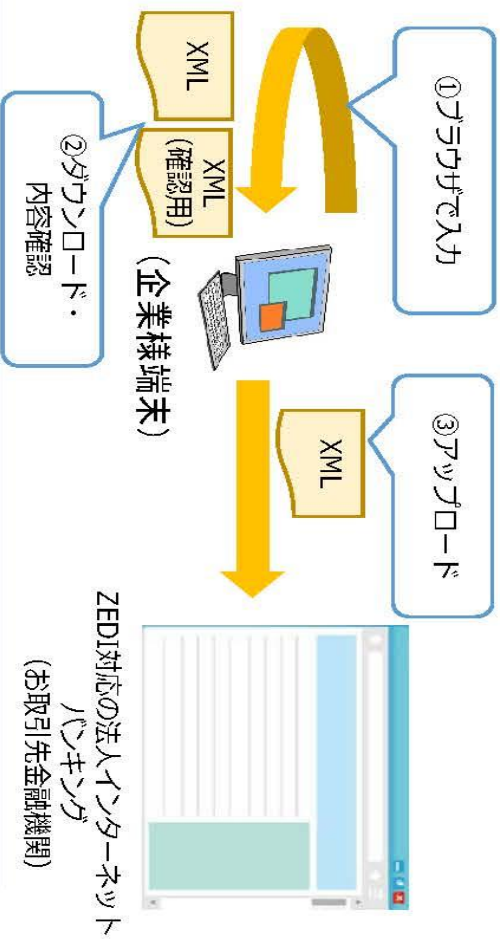 ①ブラウザで入力
XML
XML
(確認用)
②ダウンロード・
内容確認
(企業様端末)
③アップロード
XML
ZEDI対応の法人インターネット
バンキング
(お取引先金融機関)